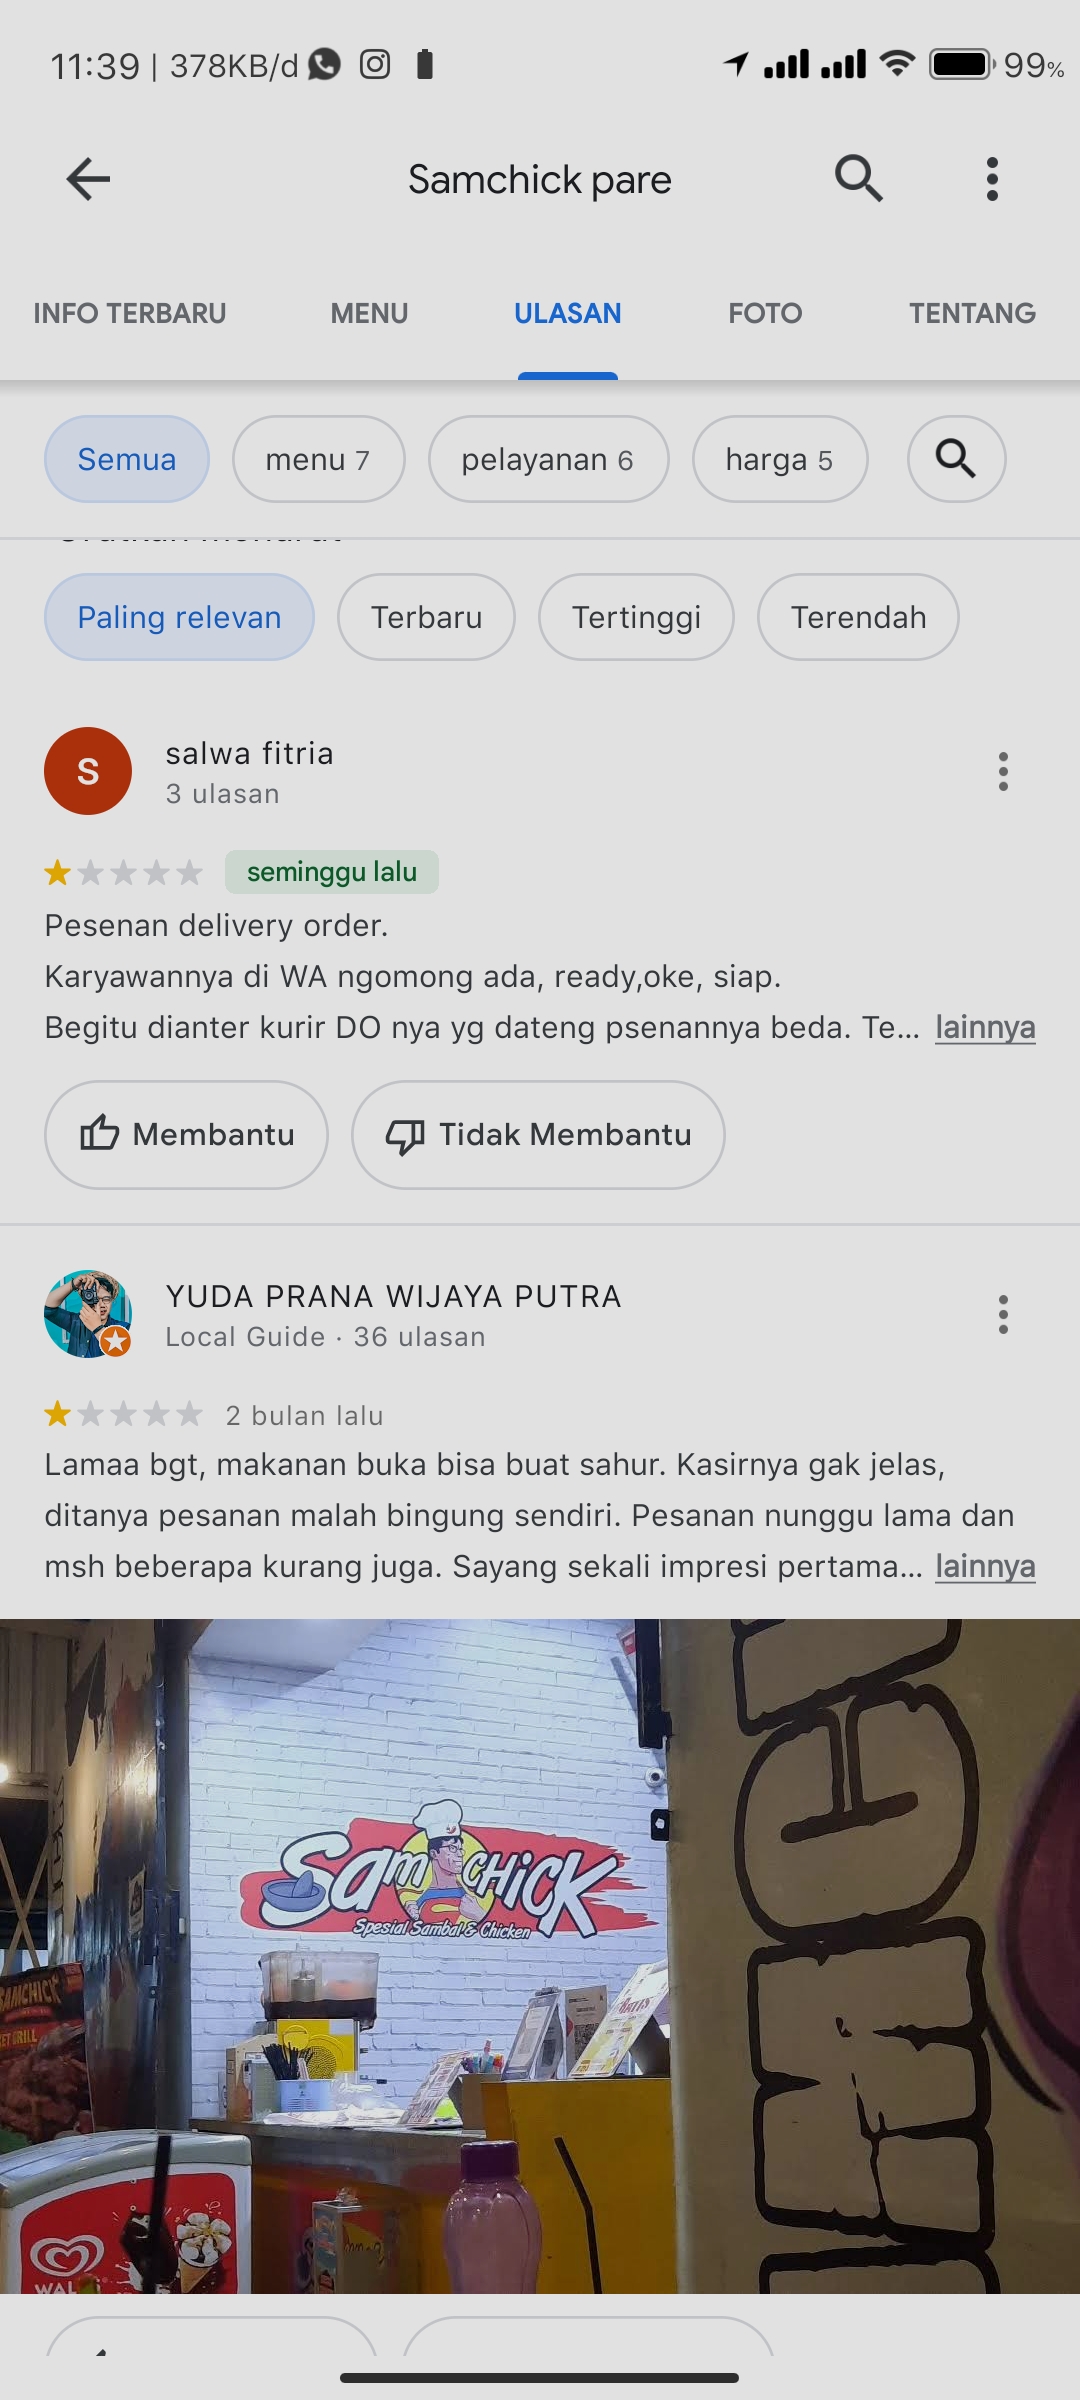 11:39 | 378KB/d 99%
Samchick pare
INFO TERBARU MENU ULASAN FOTO TENTANG
Semua menu 7 pelayanan 6 harga 5
Paling relevan Terbaru Tertinggi Terendah
S salwa fitria
3 ulasan
seminggu lalu
Pesenan delivery order.
Karyawannya di WA ngomong ada, ready,oke, siap.
Begitu dianter kurir DO nya yg dateng psenannya beda. Te... lainnya
Membantu Tidak Membantu
YUDA PRANA WIJAYA PUTRA
Local Guide · 36 ulasan
2 bulan lalu
Lamaa bgt, makanan buka bisa buat sahur. Kasirnya gak jelas,
ditanya pesanan malah bingung sendiri. Pesanan nunggu lama dan
msh beberapa kurang juga. Sayang sekali impresi pertama... lainnya
SamCHICK
Spesial Sambal & Chicken
SAMCHICK
GRILL
WAL